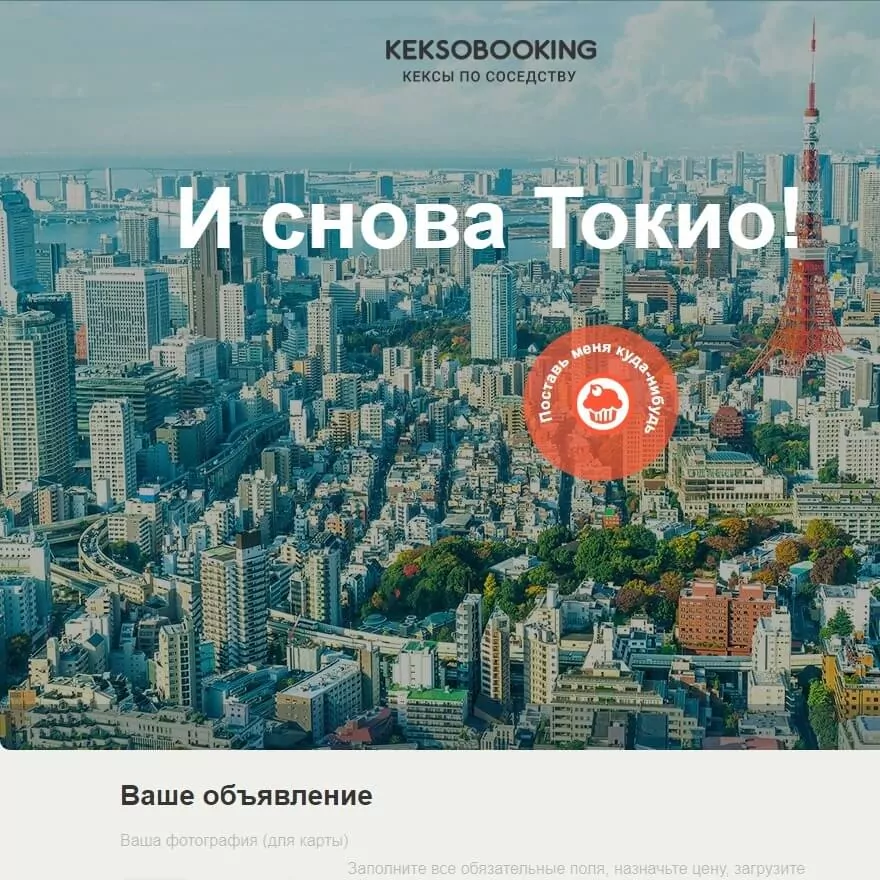 KEKSOBOOKING
КЕКСЫ ПО СОСЕДСТВУ
И снова Токио!
Поставь меня куда-нибудь
Ваше объявление
Ваша фотография (для карты)
Заполните все обязательные поля, назначьте цену, загрузите